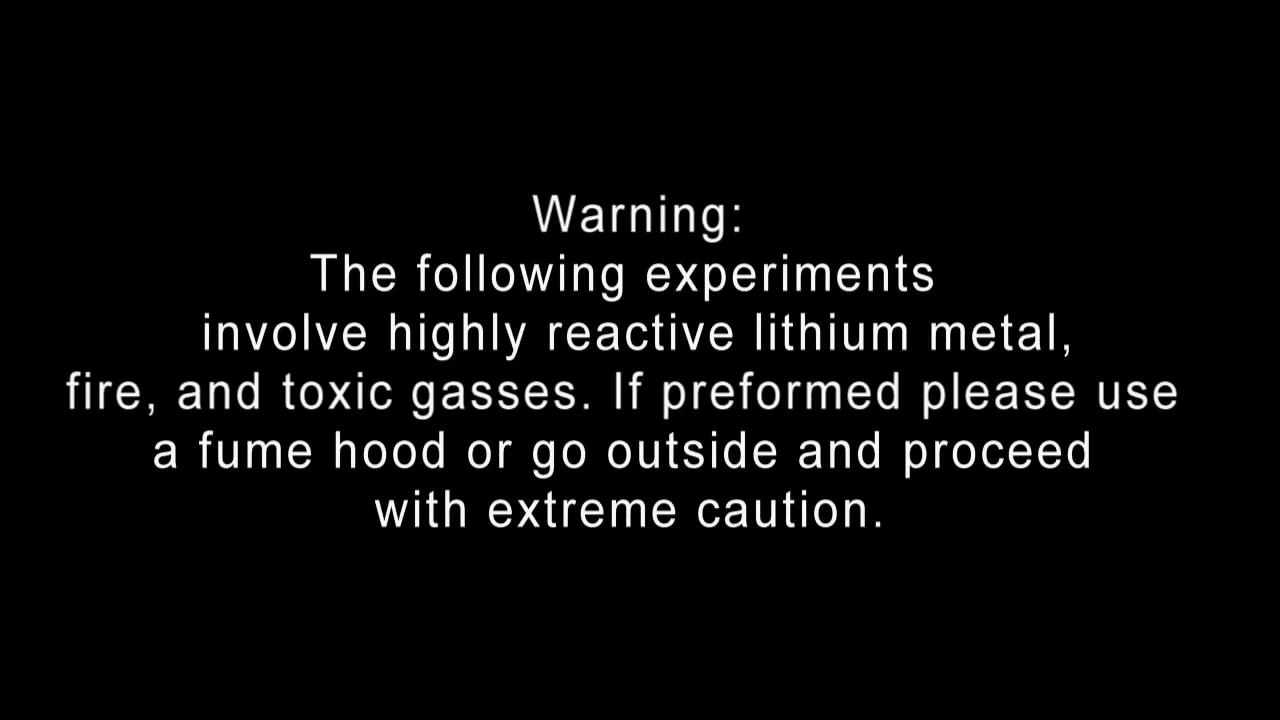 Warning:
The following experiments
involve highly reactive lithium metal,
fire, and toxic gasses. If preformed please use
a fume hood or go outside and proceed
with extreme caution.